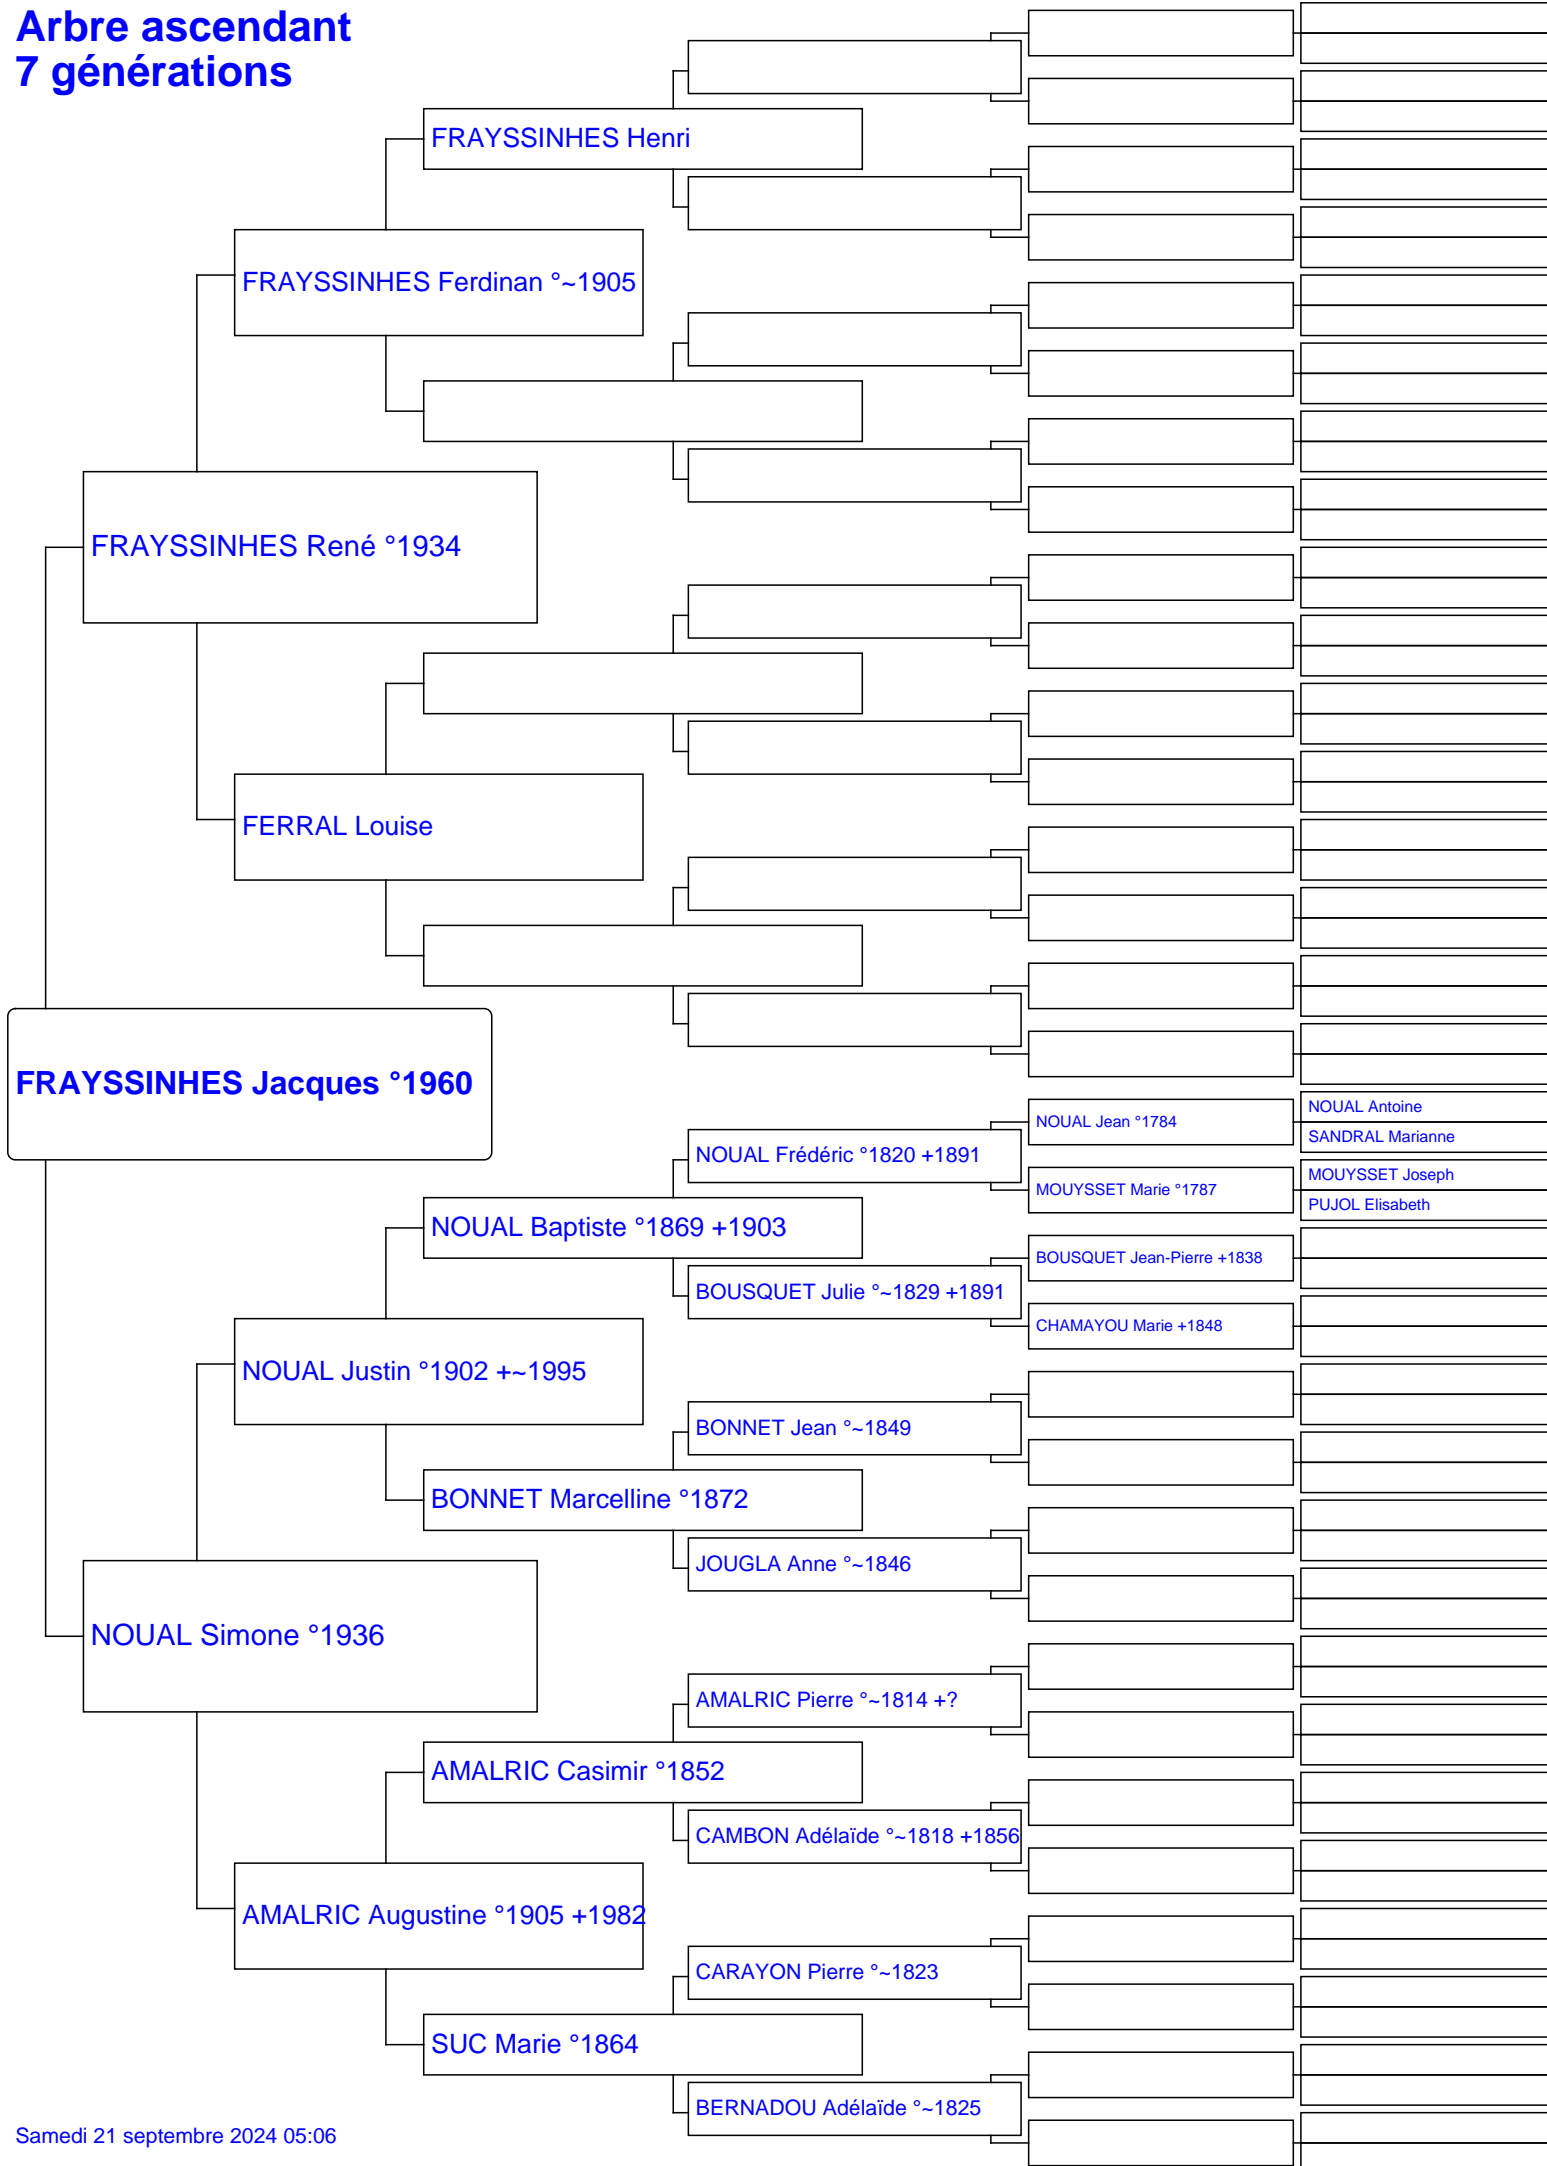 Arbre ascendant
7 générations
FRAYSSINHES Henri
FRAYSSINHES Ferdinan °~1905
FRAYSSINHES René °1934
FERRAL Louise
FRAYSSINHES Jacques °1960
NOUAL Antoine
NOUAL Jean °1784
SANDRAL Marianne
NOUAL Frédéric °1820 +1891
MOUYSSET Joseph
MOUYSSET Marie °1787
PUJOL Elisabeth
NOUAL Baptiste °1869 +1903
BOUSQUET Jean-Pierre +1838
BOUSQUET Julie °~1829 +1891
CHAMAYOU Marie +1848
NOUAL Justin °1902 +~1995
BONNET Jean °~1849
BONNET Marcelline °1872
JOUGLA Anne °~1846
NOUAL Simone °1936
AMALRIC Pierre °~1814 +?
AMALRIC Casimir °1852
CAMBON Adélaïde °~1818 +1856
AMALRIC Augustine °1905 +1982
CARAYON Pierre °~1823
SUC Marie °1864
BERNADOU Adélaïde °~1825
Samedi 21 septembre 2024 05:06